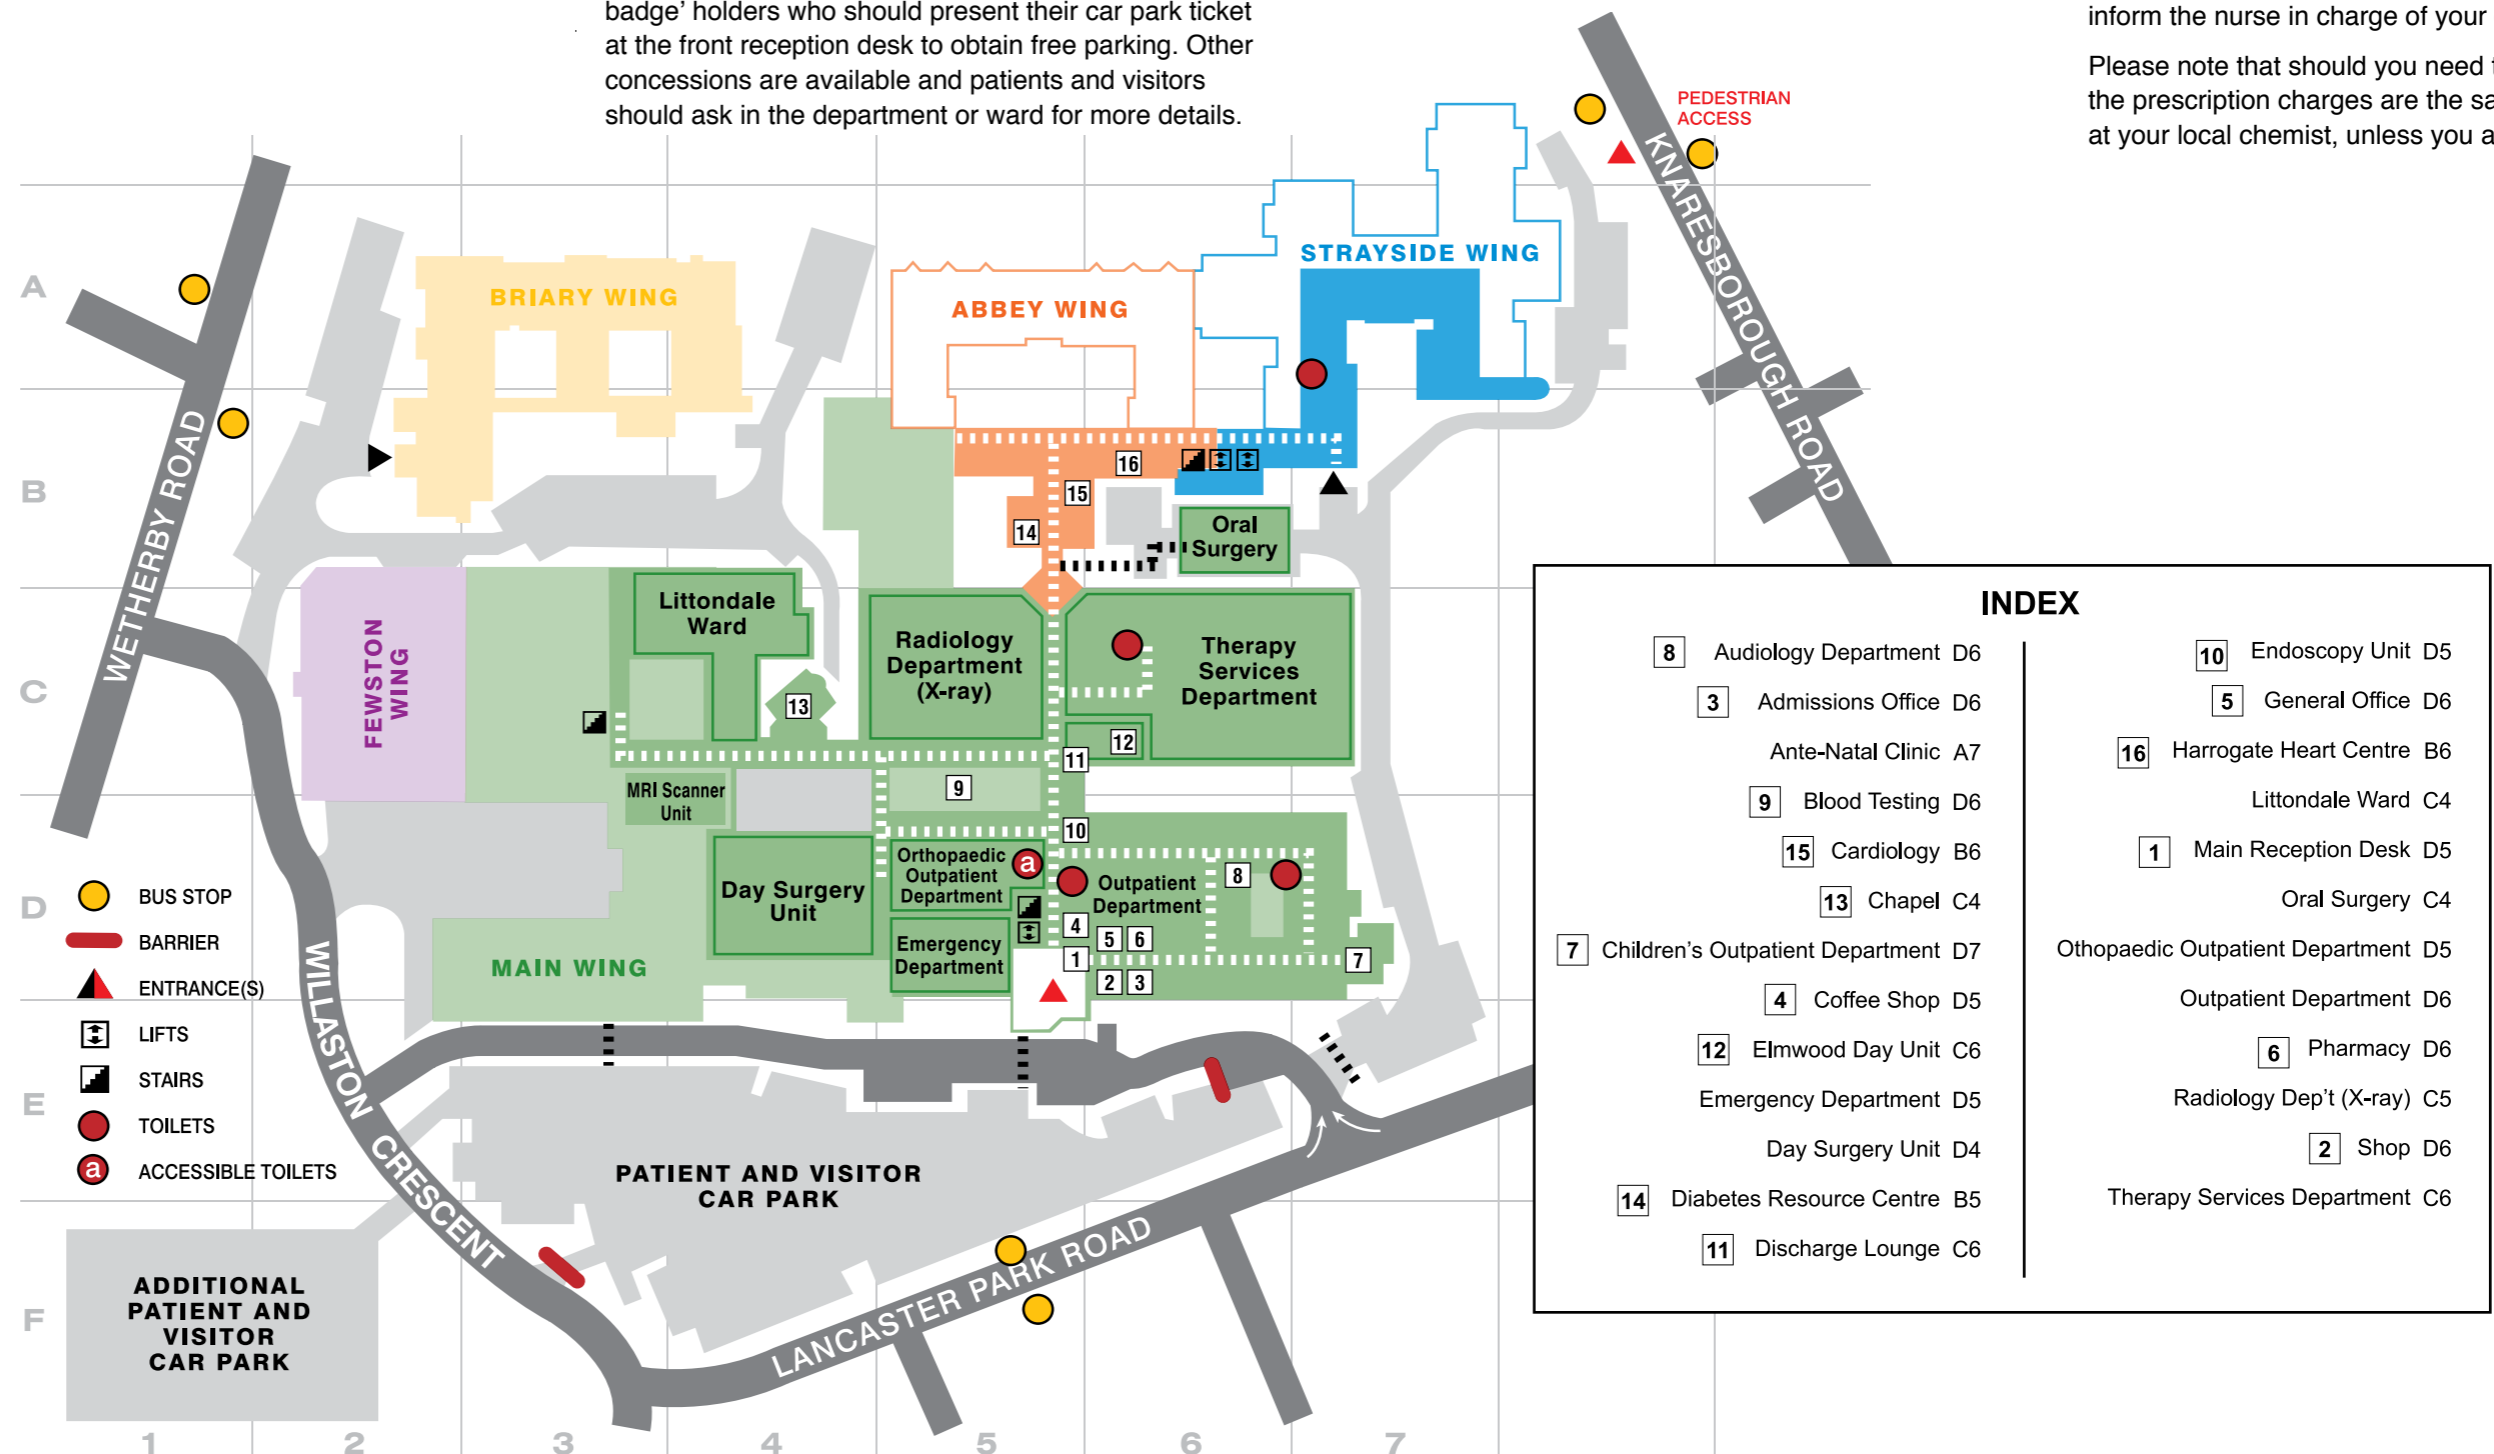 badge’ holders who should present their car park ticket
at the front reception desk to obtain free parking. Other
concessions are available and patients and visitors
should ask in the department or ward for more details.
inform the nurse in charge of your
Please note that should you need
the prescription charges are the
at your local chemist, unless you
PEDESTRIAN
ACCESS
KNARESBOROUGH ROAD
STRAYSIDE WING
ABBEY WING
BRIARY WING
WETHERBY ROAD
A
B
C
D
E
F
16
15
14
Oral
Surgery
Littondale
Ward
Radiology
Department
(X-ray)
Therapy
Services
Department
FEWSTON
WING
13
12
11
9
MRI Scanner
Unit
10
Orthopaedic
Outpatient
Department
a
Outpatient
Department
8
Day Surgery
Unit
4
5 6
Emergency
Department
1
7
2 3
MAIN WING
BUS STOP
BARRIER
ENTRANCE(S)
LIFTS
STAIRS
TOILETS
a ACCESSIBLE TOILETS
WILLASTON CRESCENT
PATIENT AND VISITOR
CAR PARK
LANCASTER PARK ROAD
ADDITIONAL
PATIENT AND
VISITOR
CAR PARK
1 2 3 4 5 6 7
INDEX
8 Audiology Department D6
3 Admissions Office D6
Ante-Natal Clinic A7
9 Blood Testing D6
15 Cardiology B6
13 Chapel C4
7 Children’s Outpatient Department D7
4 Coffee Shop D5
12 Elmwood Day Unit C6
Emergency Department D5
Day Surgery Unit D4
14 Diabetes Resource Centre B5
11 Discharge Lounge C6
10 Endoscopy Unit D5
5 General Office D6
16 Harrogate Heart Centre B6
Littondale Ward C4
1 Main Reception Desk D5
Oral Surgery C4
Othopaedic Outpatient Department D5
Outpatient Department D6
6 Pharmacy D6
Radiology Dep’t (X-ray) C5
2 Shop D6
Therapy Services Department C6